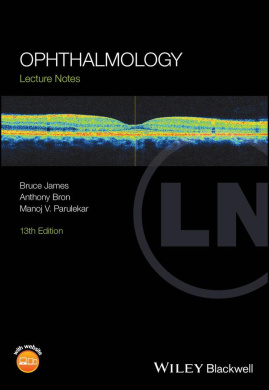 OPHTHALMOLOGY
Lecture Notes
Bruce James
Anthony Bron
Manoj V. Parulekar
13th Edition
LN
with website
WILEY Blackwell